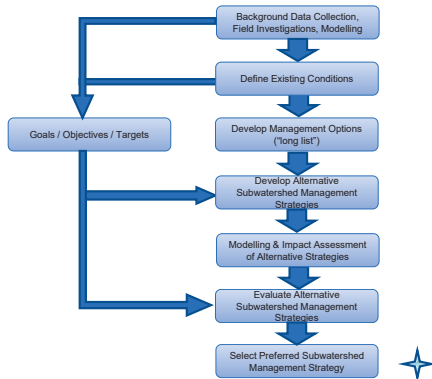 Background Data Collection,
Field Investigations, Modelling
Define Existing Conditions
Goals / Objectives / Targets
Develop Management Options
("long list")
Develop Alternative
Subwatershed Management
Strategies
Modelling & Impact Assessment
of Alternative Strategies
Evaluate Alternative
Subwatershed Management
Strategies
Select Preferred Subwatershed
Management Strategy